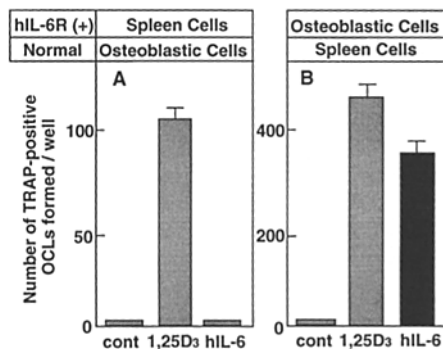 hIL-6R (+) Spleen Cells Osteoblastic Cells
Normal Osteoblastic Cells Spleen Cells
Number of TRAP-positive
OCLs formed / well
A
100
50
0
cont 1,25D3 hIL-6
B
400
200
0
cont 1,25D3 hIL-6